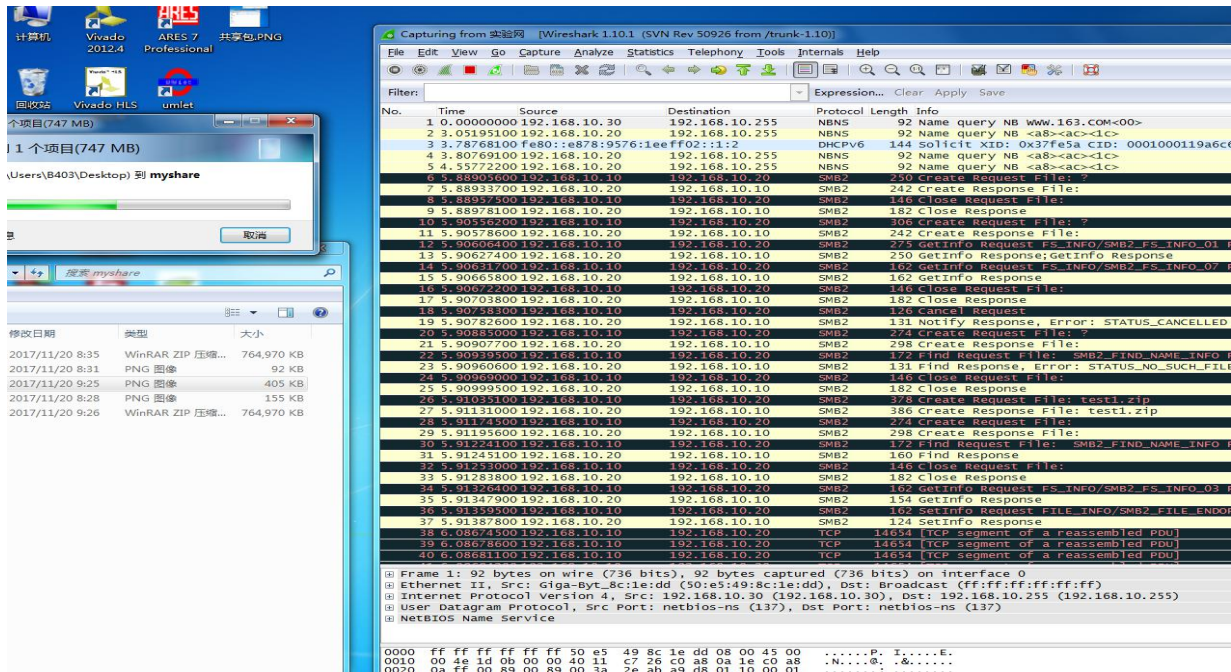 计算机
Vivado 2012.4
ARES 7 Professional
共享包.PNG
回收站
Vivado HLS
umlet
个项目(747 MB)
1 个项目(747 MB)
\Users\B403\Desktop) 到 myshare
取消
搜索 myshare
修改日期 类型 大小
2017/11/20 8:35 WinRAR ZIP 压缩... 764,970 KB
2017/11/20 8:31 PNG 图像 92 KB
2017/11/20 9:25 PNG 图像 405 KB
2017/11/20 8:28 PNG 图像 155 KB
2017/11/20 9:26 WinRAR ZIP 压缩... 764,970 KB
Capturing from 实验网 [Wireshark 1.10.1 (SVN Rev 50926 from /trunk-1.10)]
File Edit View Go Capture Analyze Statistics Telephony Tools Internals Help
Filter: Expression... Clear Apply Save
No. Time Source Destination Protocol Length Info
1 0.00000000 192.168.10.30 192.168.10.255 NBNS 92 Name query NB WWW.163.COM<00>
2 3.05195100 192.168.10.20 192.168.10.255 NBNS 92 Name query NB <a8><ac><1c>
3 3.78768100 fe80::e878:9576:1eeff02::1:2 DHCPv6 144 Solicit XID: 0x37fe5a CID: 0001000119a6c6
4 3.80769100 192.168.10.20 192.168.10.255 NBNS 92 Name query NB <a8><ac><1c>
5 4.55772200 192.168.10.20 192.168.10.255 NBNS 92 Name query NB <a8><ac><1c>
6 5.88905600 192.168.10.10 192.168.10.20 SMB2 250 Create Request File: ?
7 5.88933700 192.168.10.20 192.168.10.10 SMB2 242 Create Response File:
8 5.88957500 192.168.10.10 192.168.10.20 SMB2 146 Close Request File:
9 5.88978100 192.168.10.20 192.168.10.10 SMB2 182 Close Response
10 5.90556200 192.168.10.10 192.168.10.20 SMB2 306 Create Request File: ?
11 5.90578600 192.168.10.20 192.168.10.10 SMB2 242 Create Response File:
12 5.90606400 192.168.10.10 192.168.10.20 SMB2 275 GetInfo Request FS_INFO/SMB2_FS_INFO_01 F
13 5.90627400 192.168.10.20 192.168.10.10 SMB2 250 GetInfo Response;GetInfo Response
14 5.90631700 192.168.10.10 192.168.10.20 SMB2 162 GetInfo Request FS_INFO/SMB2_FS_INFO_07 F
15 5.90665800 192.168.10.20 192.168.10.10 SMB2 162 GetInfo Response
16 5.90672200 192.168.10.10 192.168.10.20 SMB2 146 Close Request File:
17 5.90703800 192.168.10.20 192.168.10.10 SMB2 182 Close Response
18 5.90758300 192.168.10.10 192.168.10.20 SMB2 126 Cancel Request
19 5.90782600 192.168.10.20 192.168.10.10 SMB2 131 Notify Response, Error: STATUS_CANCELLED
20 5.90885000 192.168.10.10 192.168.10.20 SMB2 274 Create Request File: ?
21 5.90907700 192.168.10.20 192.168.10.10 SMB2 298 Create Response File:
22 5.90939500 192.168.10.10 192.168.10.20 SMB2 172 Find Request File: SMB2_FIND_NAME_INFO P
23 5.90960600 192.168.10.20 192.168.10.10 SMB2 131 Find Response, Error: STATUS_NO_SUCH_FILE
24 5.90969000 192.168.10.10 192.168.10.20 SMB2 146 Close Request File:
25 5.90999500 192.168.10.20 192.168.10.10 SMB2 182 Close Response
26 5.91035100 192.168.10.10 192.168.10.20 SMB2 378 Create Request File: test1.zip
27 5.91131000 192.168.10.20 192.168.10.10 SMB2 386 Create Response File: test1.zip
28 5.91174500 192.168.10.10 192.168.10.20 SMB2 274 Create Request File:
29 5.91195600 192.168.10.20 192.168.10.10 SMB2 298 Create Response File:
30 5.91224100 192.168.10.10 192.168.10.20 SMB2 172 Find Request File: SMB2_FIND_NAME_INFO P
31 5.91245100 192.168.10.20 192.168.10.10 SMB2 160 Find Response
32 5.91253000 192.168.10.10 192.168.10.20 SMB2 146 Close Request File:
33 5.91283800 192.168.10.20 192.168.10.10 SMB2 182 Close Response
34 5.91326400 192.168.10.10 192.168.10.20 SMB2 162 GetInfo Request FS_INFO/SMB2_FS_INFO_03 F
35 5.91347900 192.168.10.20 192.168.10.10 SMB2 154 GetInfo Response
36 5.91359500 192.168.10.10 192.168.10.20 SMB2 162 SetInfo Request FILE_INFO/SMB2_FILE_ENDOF
37 5.91387800 192.168.10.20 192.168.10.10 SMB2 124 SetInfo Response
38 6.08674500 192.168.10.10 192.168.10.20 TCP 14654 [TCP segment of a reassembled PDU]
39 6.08678600 192.168.10.10 192.168.10.20 TCP 14654 [TCP segment of a reassembled PDU]
40 6.08681100 192.168.10.10 192.168.10.20 TCP 14654 [TCP segment of a reassembled PDU]
Frame 1: 92 bytes on wire (736 bits), 92 bytes captured (736 bits) on interface 0
Ethernet II, Src: Giga-Byt_8c:1e:dd (50:e5:49:8c:1e:dd), Dst: Broadcast (ff:ff:ff:ff:ff:ff)
Internet Protocol Version 4, Src: 192.168.10.30 (192.168.10.30), Dst: 192.168.10.255 (192.168.10.255)
User Datagram Protocol, Src Port: netbios-ns (137), Dst Port: netbios-ns (137)
NetBIOS Name Service
0000 ff ff ff ff ff ff 50 e5 49 8c 1e dd 08 00 45 00 ......P. I.....E.
0010 00 4e 1d 0b 00 00 40 11 c7 26 c0 a8 0a 1e c0 a8 .N....@. .&......
0020 0a ff 00 89 00 89 00 3a 2e ab a9 d8 01 10 00 01